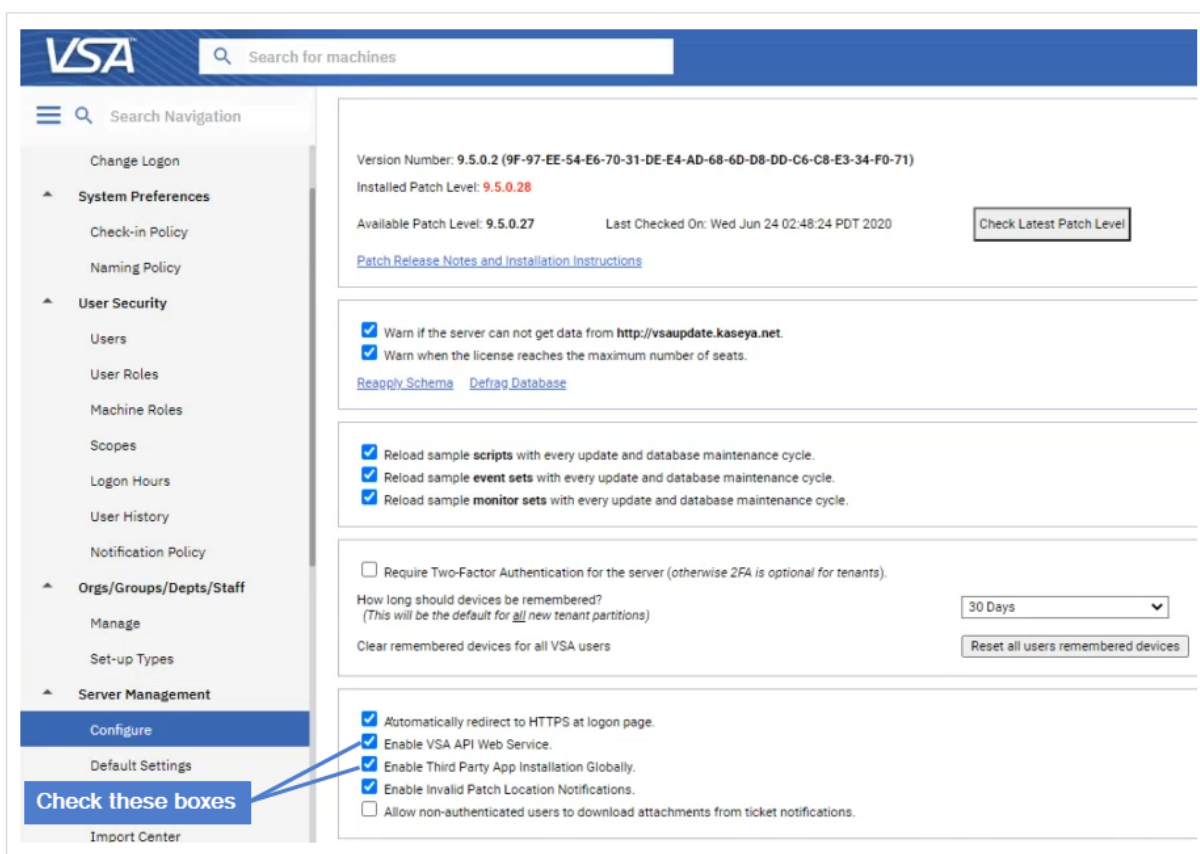 VSA
Search for machines
Search Navigation
Change Logon
System Preferences
Check-in Policy
Naming Policy
User Security
Users
User Roles
Machine Roles
Scopes
Logon Hours
User History
Notification Policy
Orgs/Groups/Depts/Staff
Manage
Set-up Types
Server Management
Configure
Default Settings
Check these boxes
Import Center
Version Number: 9.5.0.2 (9F-97-EE-54-E6-70-31-DE-E4-AD-68-6D-D8-DD-C6-C8-E3-34-F0-71)
Installed Patch Level: 9.5.0.28
Available Patch Level: 9.5.0.27 Last Checked On: Wed Jun 24 02:48:24 PDT 2020 Check Latest Patch Level
Patch Release Notes and Installation Instructions
Warn if the server can not get data from http://vsaupdate.kaseya.net.
Warn when the license reaches the maximum number of seats.
Reapply Schema Defrag Database
Reload sample scripts with every update and database maintenance cycle.
Reload sample event sets with every update and database maintenance cycle.
Reload sample monitor sets with every update and database maintenance cycle.
Require Two-Factor Authentication for the server (otherwise 2FA is optional for tenants).
How long should devices be remembered?
(This will be the default for all new tenant partitions) 30 Days
Clear remembered devices for all VSA users Reset all users remembered devices
Automatically redirect to HTTPS at logon page.
Enable VSA API Web Service.
Enable Third Party App Installation Globally.
Enable Invalid Patch Location Notifications.
Allow non-authenticated users to download attachments from ticket notifications.